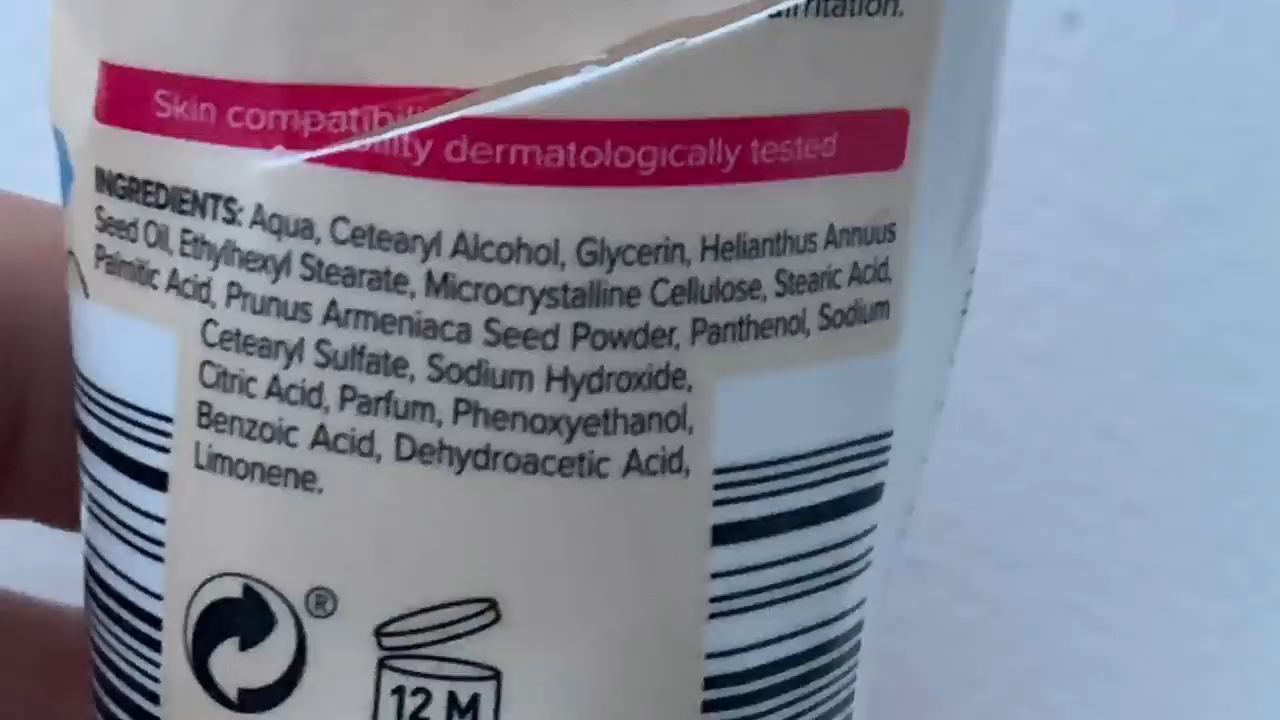 Skin compatibility dermatologically tested
INGREDIENTS: Aqua, Cetearyl Alcohol, Glycerin, Helianthus Annuus
Seed Oil, Ethylhexyl Stearate, Microcrystalline Cellulose, Stearic Acid,
Palmitic Acid, Prunus Armeniaca Seed Powder, Panthenol, Sodium
Cetearyl Sulfate, Sodium Hydroxide,
Citric Acid, Parfum, Phenoxyethanol,
Benzoic Acid, Dehydroacetic Acid,
Limonene.
®
12 M